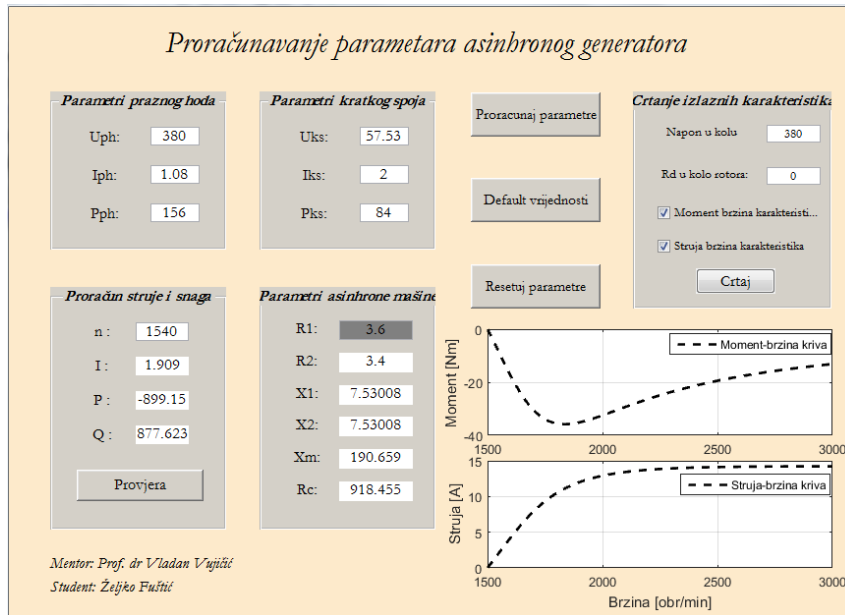 Proračunavanje parametara asinhronog generatora
Parametri praznog hoda
Uph: 380
Iph: 1.08
Pph: 156
Parametri kratkog spoja
Uks: 57.53
Iks: 2
Pks: 84
Proracunaj parametre
Default vrijednosti
Resetuj parametre
Crtanje izlaznih karakteristika
Napon u kolu 380
Rd u kolo rotora: 0
Moment brzina karakteristi...
Struja brzina karakteristika
Crtaj
Proračun struje i snaga
n : 1540
I : 1.909
P : -899.15
Q : 877.623
Provjera
Parametri asinhrone mašine
R1: 3.6
R2: 3.4
X1: 7.53008
X2: 7.53008
Xm: 190.659
Rc: 918.455
Moment [Nm]
0
-20
-40
Moment-brzina kriva
1500 2000 2500 3000
Struja [A]
15
10
5
0
Struja-brzina kriva
1500 2000 2500 3000
Brzina [obr/min]
Mentor: Prof. dr Vladan Vujičić
Student: Željko Fuštić